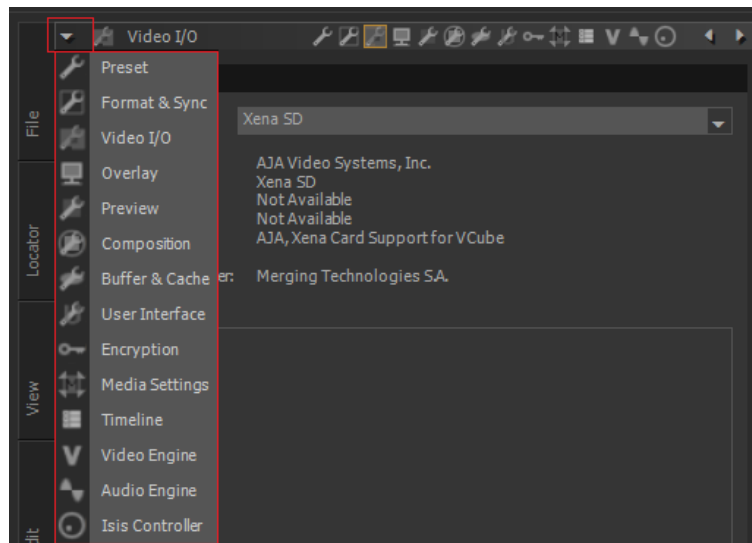 Video I/O
Preset
Format & Sync
Video I/O
Overlay
Preview
Composition
Buffer & Cache
User Interface
Encryption
Media Settings
Timeline
Video Engine
Audio Engine
Isis Controller
Xena SD
AJA Video Systems, Inc.
Xena SD
Not Available
Not Available
AJA, Xena Card Support for VCube
er: Merging Technologies S.A.
File
Locator
View
dit